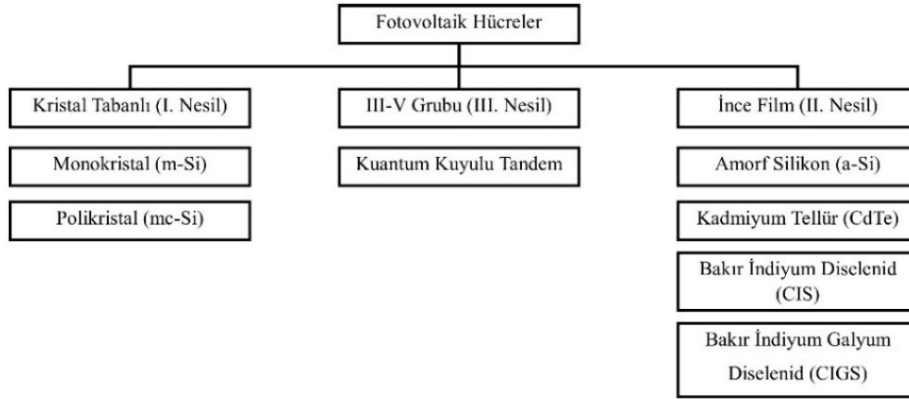 Fotovoltaik Hücreler
Kristal Tabanlı (I. Nesil)
Monokristal (m-Si)
Polikristal (mc-Si)
III-V Grubu (III. Nesil)
Kuantum Kuyulu Tandem
İnce Film (II. Nesil)
Amorf Silikon (a-Si)
Kadmiyum Tellür (CdTe)
Bakır İndiyum Diselenid
(CIS)
Bakır İndiyum Galyum
Diselenid (CIGS)